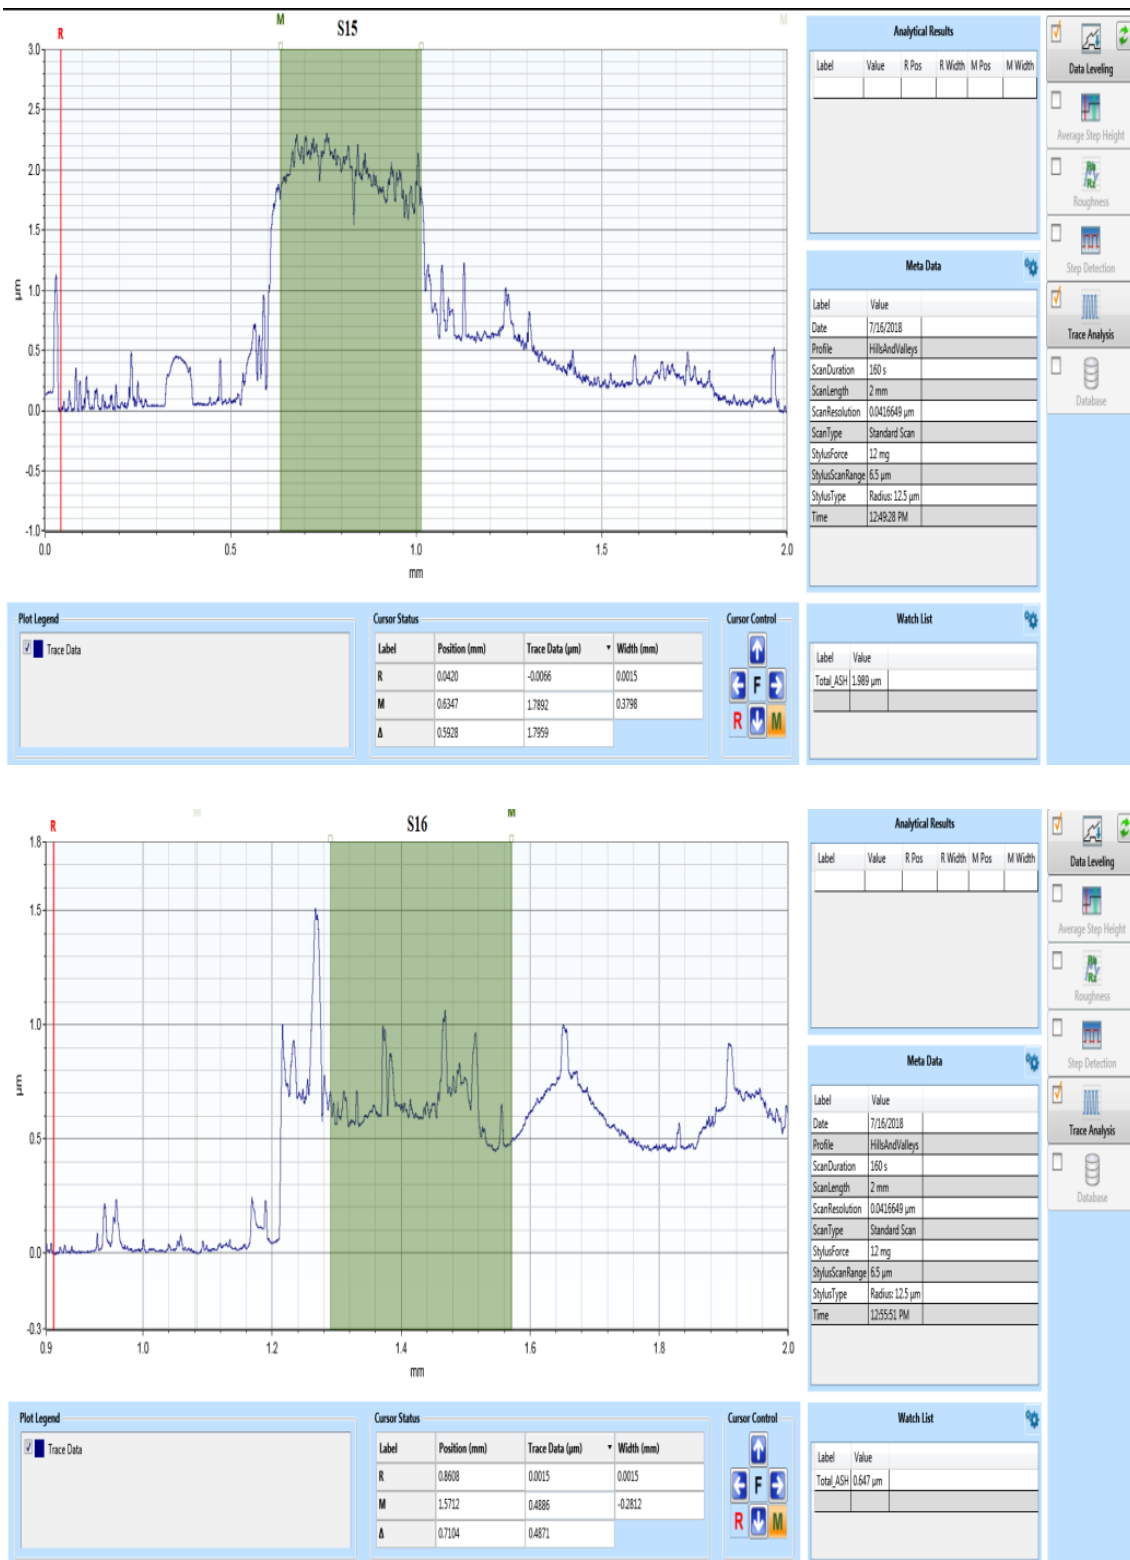 M
S15
M
R
3.0
2.5
2.0
1.5
1.0
0.5
0.0
-0.5
-1.0
µm
0.0 0.5 1.0 1.5 2.0
mm
Analytical Results
Label Value R Pos R Width M Pos M Width
Meta Data
Label Value
Date 7/16/2018
Profile HillsAndValleys
ScanDuration 160 s
ScanLength 2 mm
ScanResolution 0.0416649 µm
ScanType Standard Scan
StylusForce 12 mg
StylusScanRange 6.5 µm
StylusType Radius: 12.5 µm
Time 12:49:28 PM
Data Leveling
Average Step Height
Roughness
Step Detection
Trace Analysis
Database
Plot Legend
Trace Data
Cursor Status
Label Position (mm) Trace Data (µm) Width (mm)
R 0.0420 -0.0066 0.0015
M 0.6347 1.7892 0.3798
Δ 0.5928 1.7959
Cursor Control
F
R M
Watch List
Label Value
Total_ASH 1.989 µm
R
M
S16
M
1.8
1.5
1.0
0.5
0.0
-0.3
µm
0.9 1.0 1.2 1.4 1.6 1.8 2.0
mm
Analytical Results
Label Value R Pos R Width M Pos M Width
Meta Data
Label Value
Date 7/16/2018
Profile HillsAndValleys
ScanDuration 160 s
ScanLength 2 mm
ScanResolution 0.0416649 µm
ScanType Standard Scan
StylusForce 12 mg
StylusScanRange 6.5 µm
StylusType Radius: 12.5 µm
Time 12:55:51 PM
Data Leveling
Average Step Height
Roughness
Step Detection
Trace Analysis
Database
Plot Legend
Trace Data
Cursor Status
Label Position (mm) Trace Data (µm) Width (mm)
R 0.8608 0.0015 0.0015
M 1.5712 0.4886 -0.2812
Δ 0.7104 0.4871
Cursor Control
F
R M
Watch List
Label Value
Total_ASH 0.647 µm